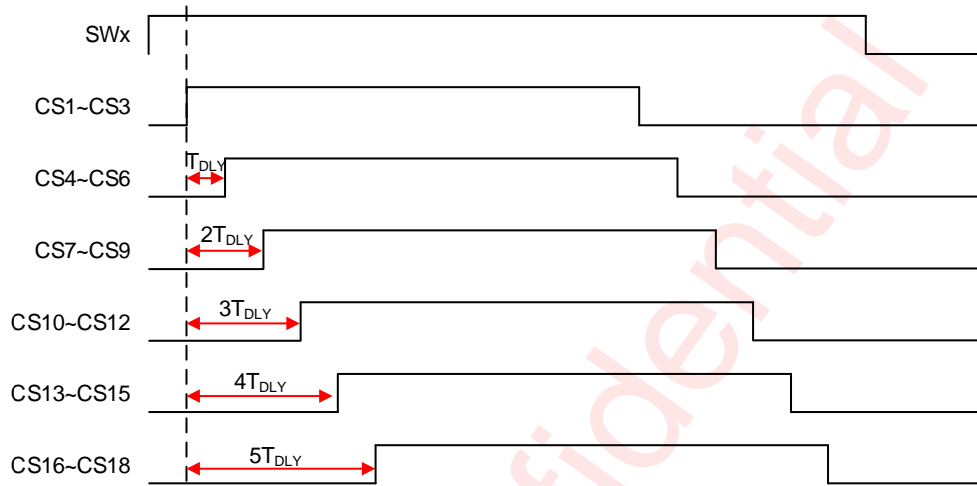 SWx
CS1~CS3
CS4~CS6
TDLY
CS7~CS9
2TDLY
CS10~CS12
3TDLY
CS13~CS15
4TDLY
CS16~CS18
5TDLY
fidential